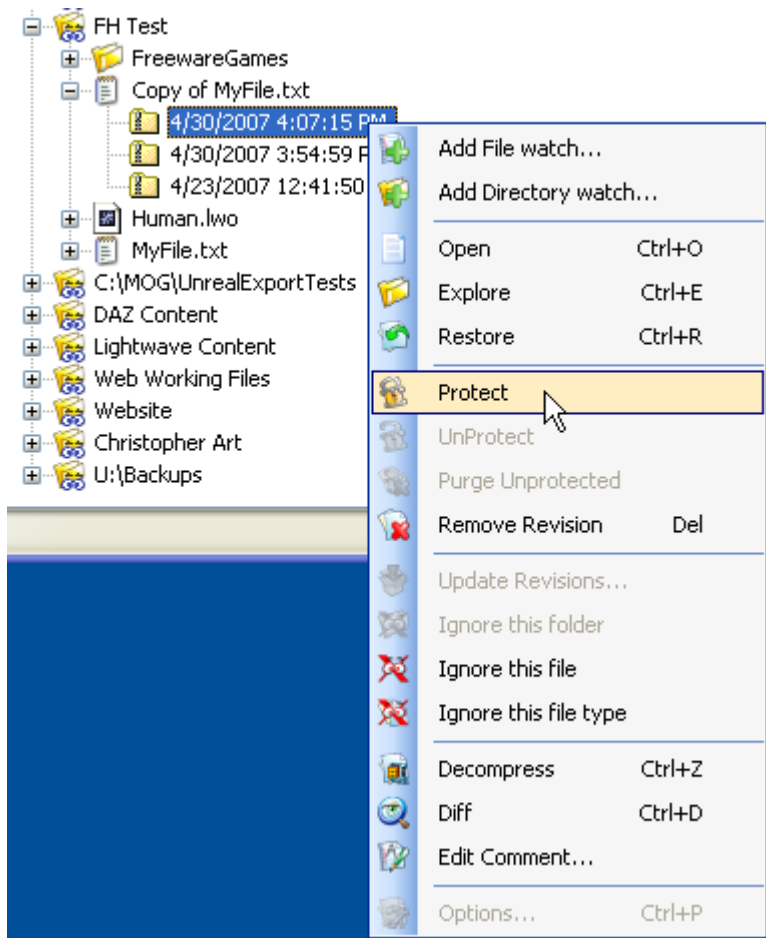 FH Test
FreewareGames
Copy of MyFile.txt
4/30/2007 4:07:15 PM
4/30/2007 3:54:59 P
4/23/2007 12:41:50
Human.lwo
MyFile.txt
C:\MOG\UnrealExportTests
DAZ Content
Lightwave Content
Web Working Files
Website
Christopher Art
U:\Backups
Add File watch...
Add Directory watch...
Open Ctrl+O
Explore Ctrl+E
Restore Ctrl+R
Protect
UnProtect
Purge Unprotected
Remove Revision Del
Update Revisions...
Ignore this folder
Ignore this file
Ignore this file type
Decompress Ctrl+Z
Diff Ctrl+D
Edit Comment...
Options... Ctrl+P